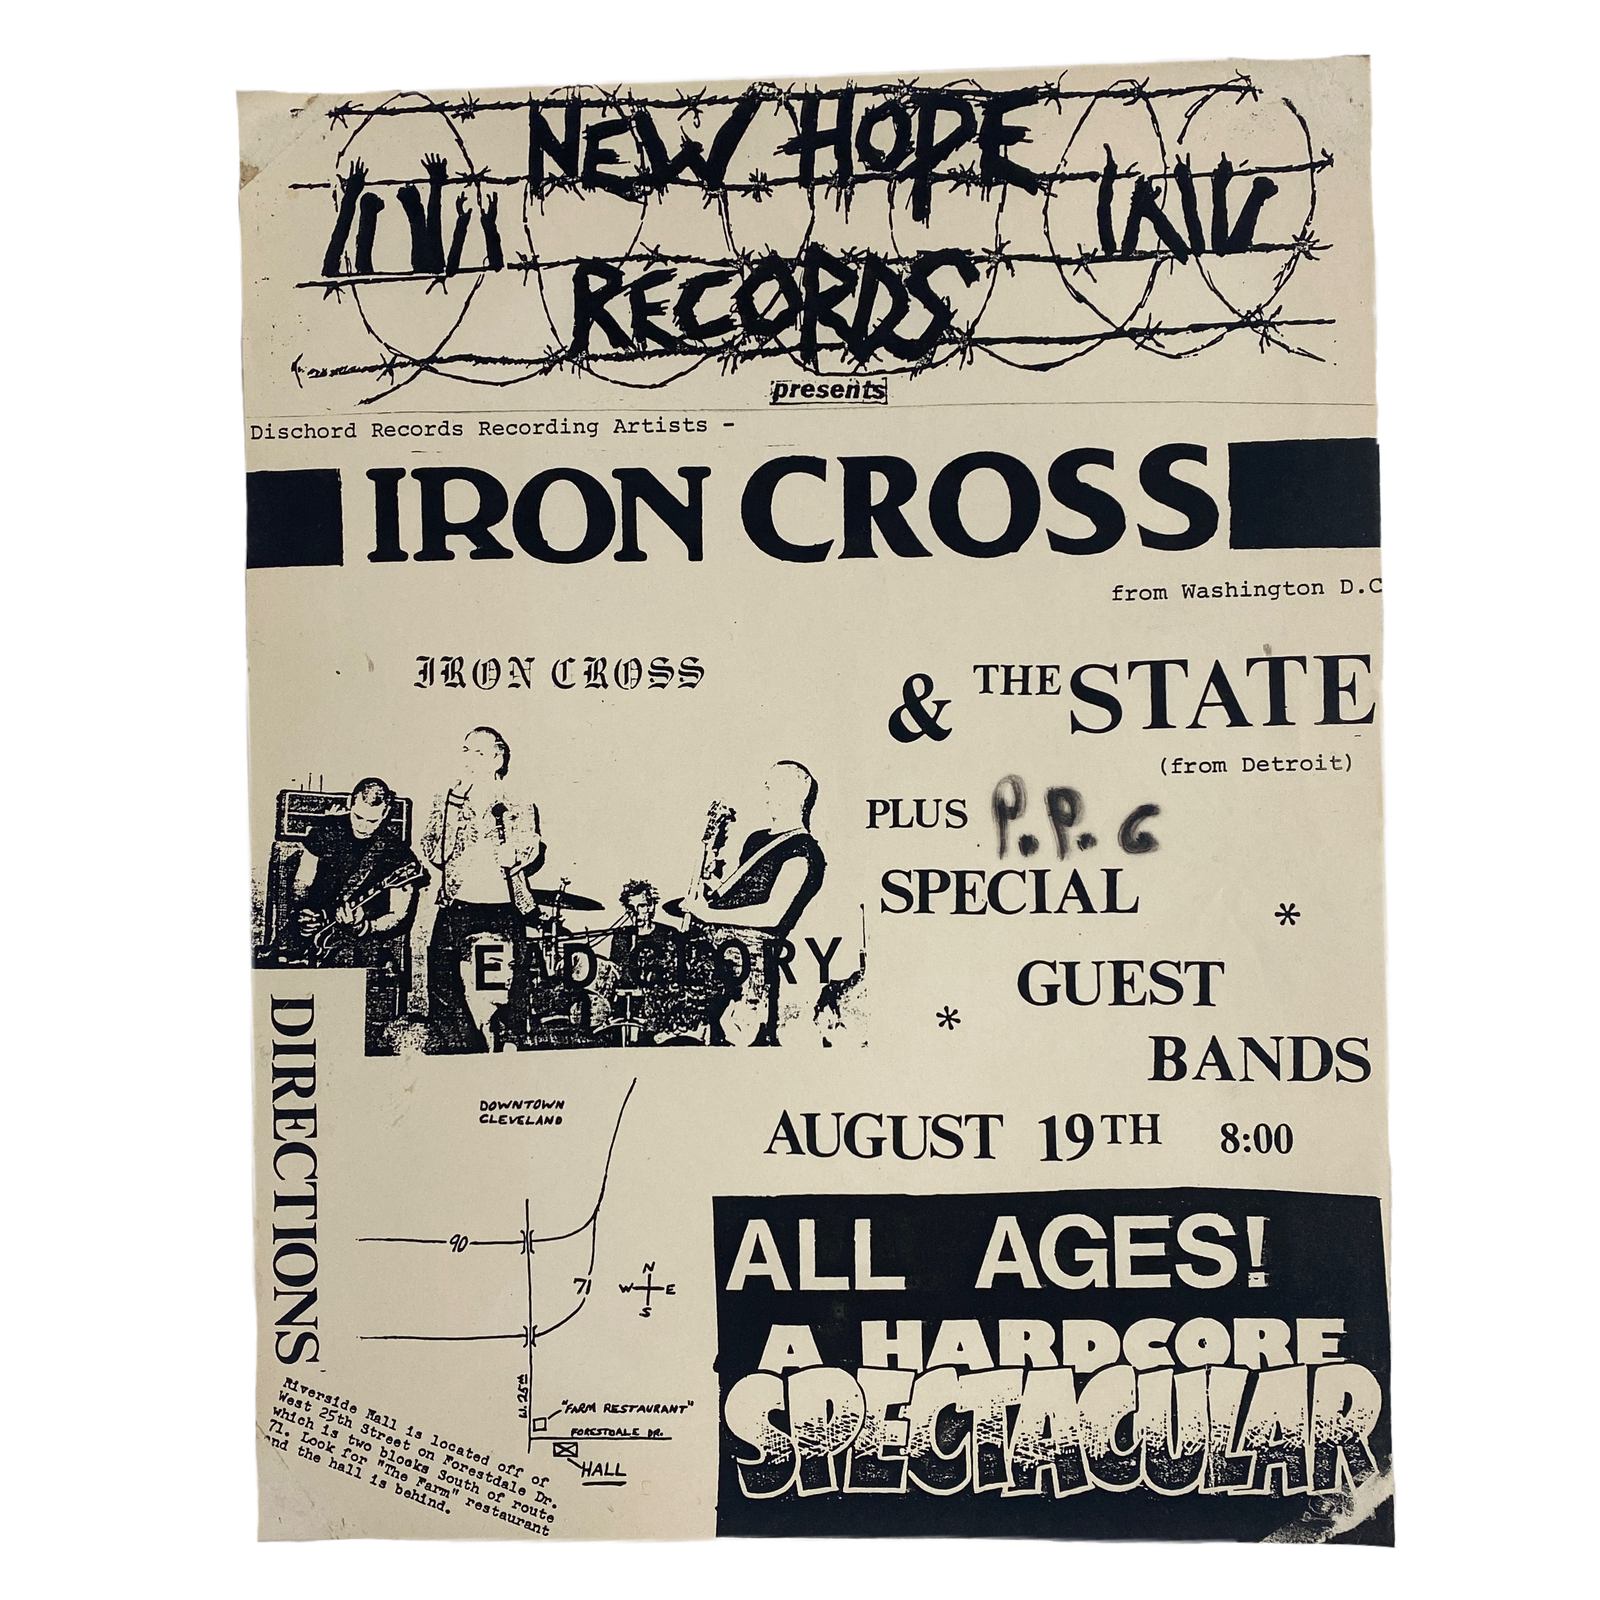 NEW HOPE
RECORDS
presents
Dischord Records Recording Artists -
IRON CROSS
from Washington D.C
IRON CROSS
& THE STATE
(from Detroit)
PLUS P.P. G
SPECIAL
*
GUEST
*
BANDS
EAD GLORY
AUGUST 19TH 8:00
DIRECTIONS
DOWNTOWN
CLEVELAND
90
71
N
W E
S
W. 25th
"FARM RESTAURANT"
FORESTDALE DR.
HALL
Riverside Hall is located off of
West 25th Street on Forestdale Dr.
which is two blocks South of route
71. Look for "The Farm" restaurant
and the hall is behind.
ALL AGES!
A HARDCORE
SPECTACULAR